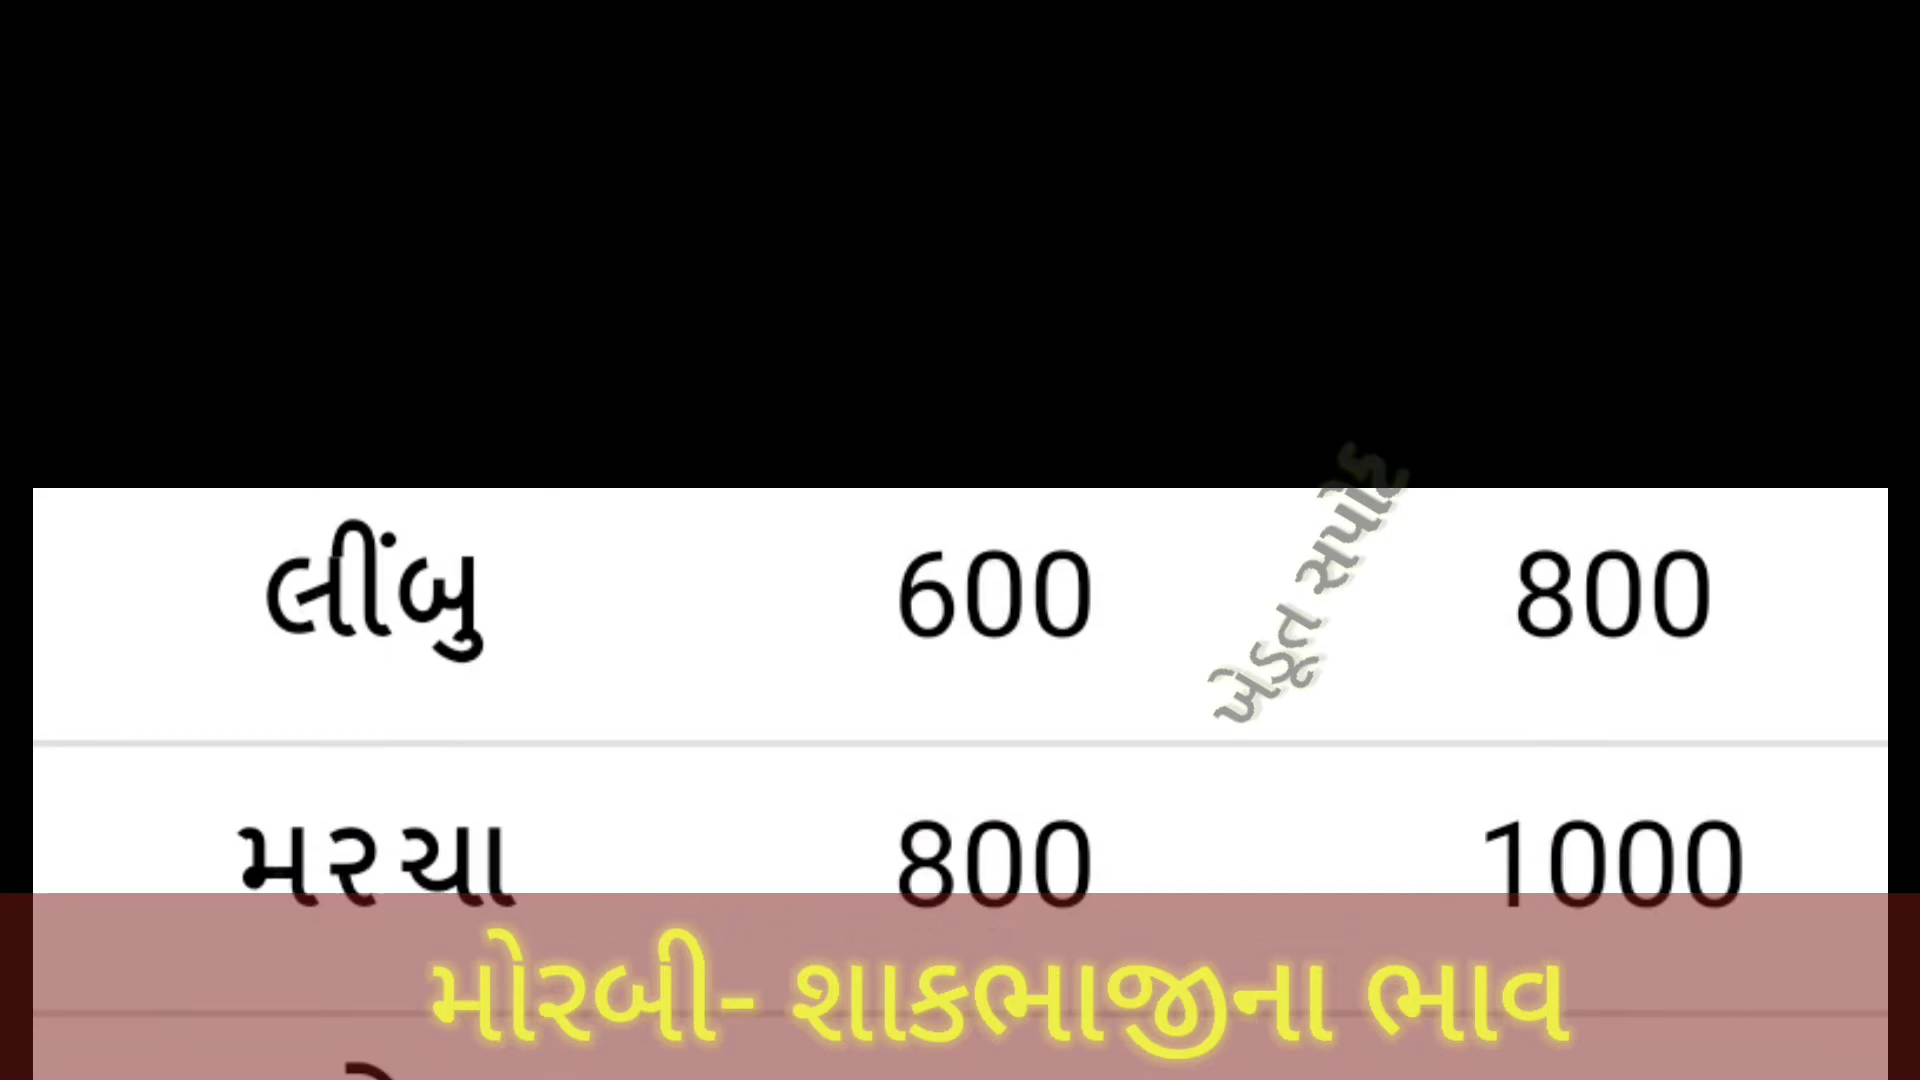 લીંબુ 600 800
ખેડૂત સપોર્ટ
મરચા 800 1000
મોરબી- શાકભાજીના ભાવ